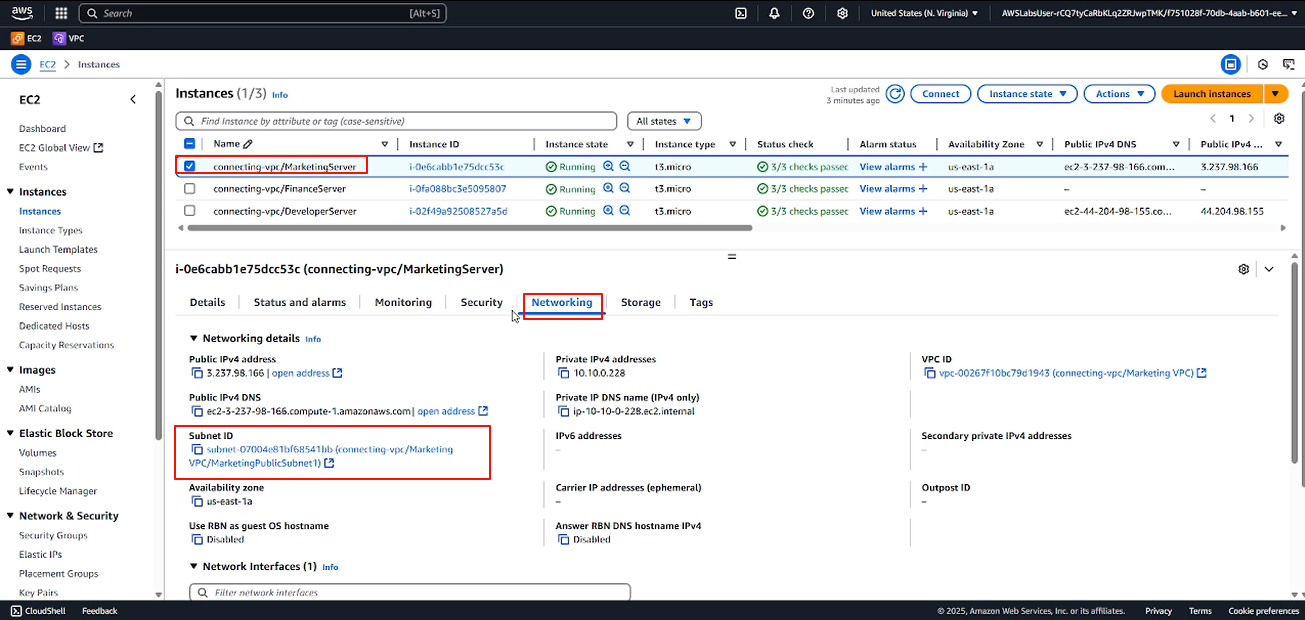 aws Search [Alt+S] United States (N. Virginia) AWSLabsUser-rCQ7tyCaRbKLq2ZRJwpTMK/f751028f-70db-4aab-b601-ee...
EC2 VPC
EC2 Instances
EC2
Dashboard
EC2 Global View
Events
Instances
Instances
Instance Types
Launch Templates
Spot Requests
Savings Plans
Reserved Instances
Dedicated Hosts
Capacity Reservations
Images
AMIs
AMI Catalog
Elastic Block Store
Volumes
Snapshots
Lifecycle Manager
Network & Security
Security Groups
Elastic IPs
Placement Groups
Key Pairs
Instances (1/3) Info
Last updated
3 minutes ago
Connect Instance state Actions Launch instances
Find Instance by attribute or tag (case-sensitive) All states
1
Name Instance ID Instance state Instance type Status check Alarm status Availability Zone Public IPv4 DNS Public IPv4 ...
connecting-vpc/MarketingServer i-0e6cabb1e75dcc53c Running t3.micro 3/3 checks passed View alarms + us-east-1a ec2-3-237-98-166.com... 3.237.98.166
connecting-vpc/FinanceServer i-0fa088bc3e5095807 Running t3.micro 3/3 checks passed View alarms + us-east-1a – –
connecting-vpc/DeveloperServer i-02f49a92508527a5d Running t3.micro 3/3 checks passed View alarms + us-east-1a ec2-44-204-98-155.co... 44.204.98.155
i-0e6cabb1e75dcc53c (connecting-vpc/MarketingServer)
Details Status and alarms Monitoring Security Networking Storage Tags
Networking details Info
Public IPv4 address Private IPv4 addresses VPC ID
3.237.98.166 | open address 10.10.0.228 vpc-00267f10bc79d1943 (connecting-vpc/Marketing VPC)
Public IPv4 DNS Private IP DNS name (IPv4 only)
ec2-3-237-98-166.compute-1.amazonaws.com | open address ip-10-10-0-228.ec2.internal
Subnet ID IPv6 addresses Secondary private IPv4 addresses
subnet-07004e81bf68541bb (connecting-vpc/Marketing – –
VPC/MarketingPublicSubnet1)
Availability zone Carrier IP addresses (ephemeral) Outpost ID
us-east-1a – –
Use RBN as guest OS hostname Answer RBN DNS hostname IPv4
Disabled Disabled
Network Interfaces (1) Info
Filter network interfaces
CloudShell Feedback © 2025, Amazon Web Services, Inc. or its affiliates. Privacy Terms Cookie preferences